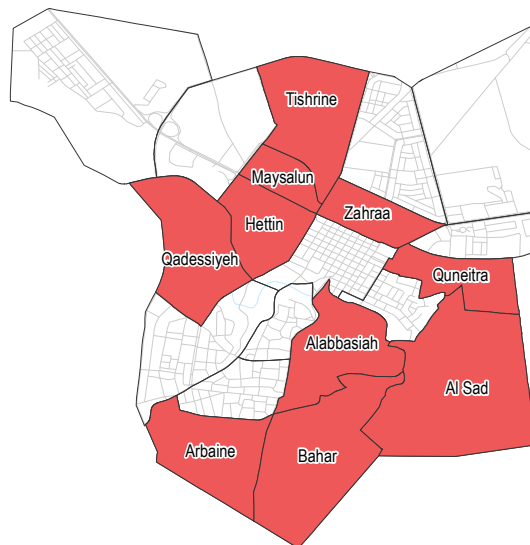 Tishrine
Maysalun
Zahraa
Hettin
Qadessiyeh
Quneitra
Alabbasiah
Al Sad
Arbaine
Bahar